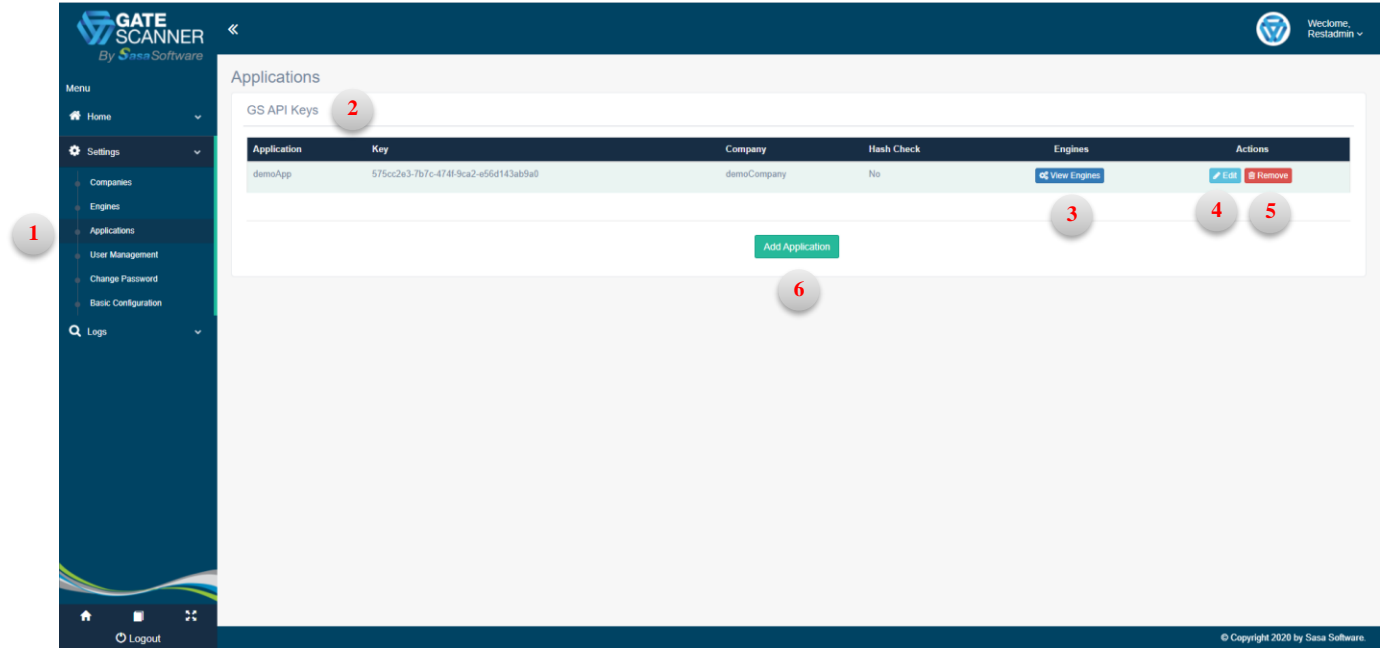 GATE
SCANNER
By SasaSoftware
Weclome,
Restadmin
Menu
Home
Settings
Companies
Engines
1
Applications
User Management
Change Password
Basic Configuration
Logs
Logout
Applications
GS API Keys
2
Application Key Company Hash Check Engines Actions
demoApp 575cc2e3-7b7c-474f-9ca2-e56d143ab9a0 demoCompany No View Engines Edit Remove
3 4 5
Add Application
6
© Copyright 2020 by Sasa Software.